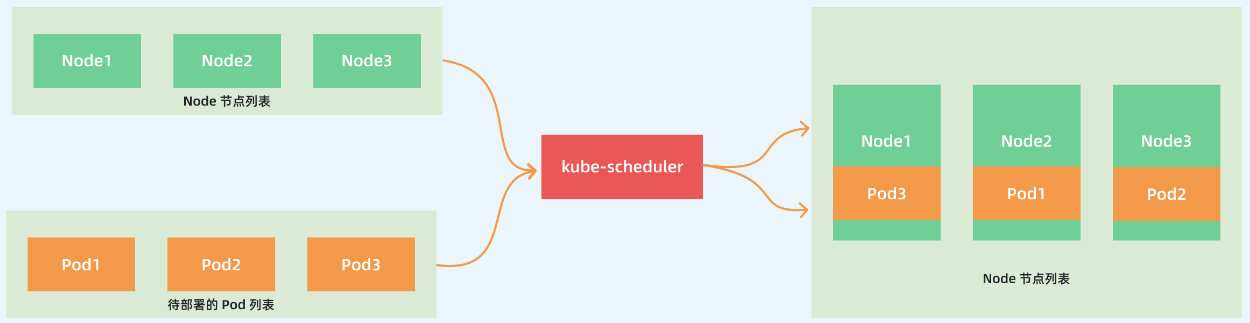 Node1
Node2
Node3
Node 节点列表
Pod1
Pod2
Pod3
待部署的 Pod 列表
kube-scheduler
Node1
Node2
Node3
Pod3
Pod1
Pod2
Node 节点列表